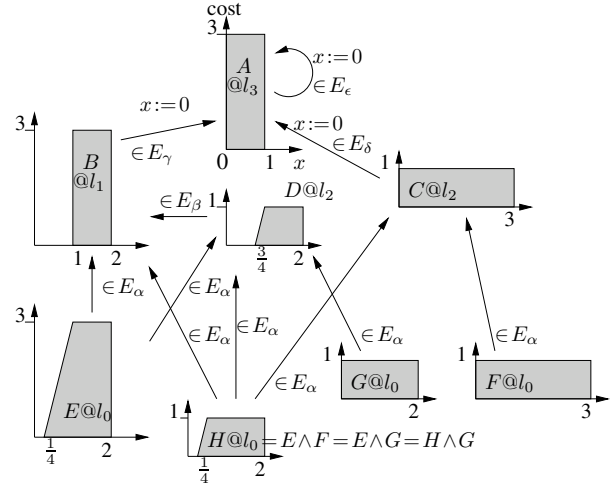 cost
3
A
@l₃
x:=0
∈E_ϵ
0
1
x
x:=0
∈E_γ
x:=0
∈E_δ
3
B
@l₁
1
2
∈E_β
D@l₂
1
3/4
2
1
C@l₂
3
∈E_α
∈E_α
∈E_α
∈E_α
∈E_α
∈E_α
∈E_α
3
E@l₀
1/4
2
1
H@l₀=E∧F=E∧G=H∧G
1/4
2
1
G@l₀
2
1
F@l₀
3